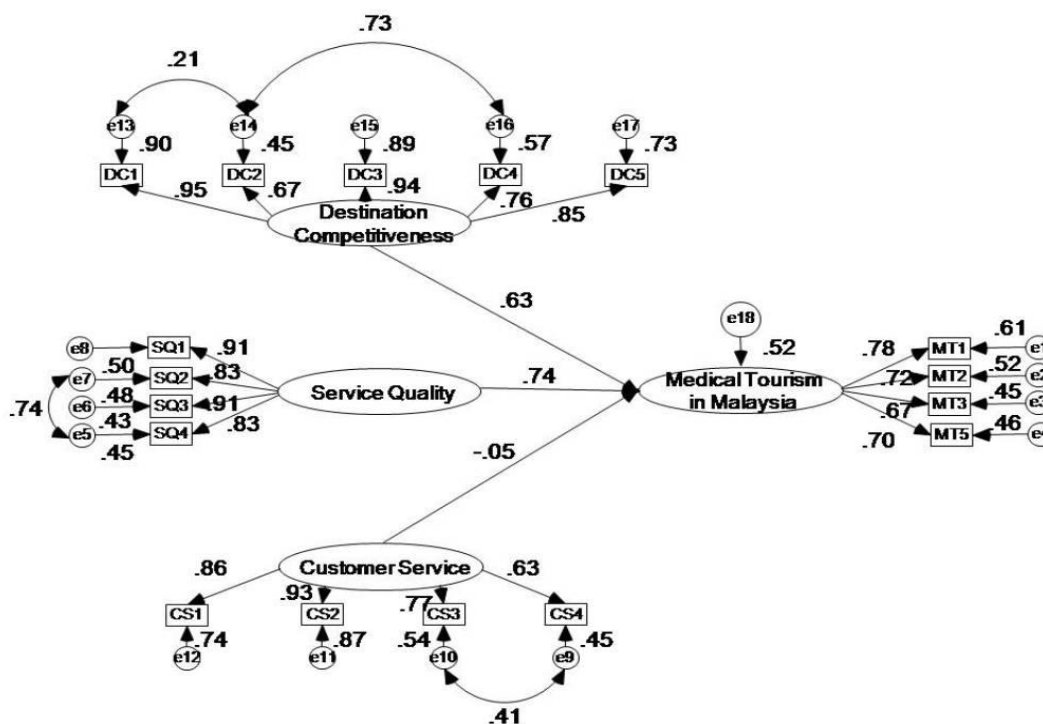 .73
.21
e13
e14
e15
e16
e17
.90
.45
.89
.57
.73
DC1
DC2
DC3
DC4
DC5
.95
.67
.94
.76
.85
Destination
Competitiveness
.63
e18
.52
e8
SQ1
.91
e7
.50
SQ2
.83
.74
e6
.48
SQ3
.91
e5
.43
SQ4
.83
.45
Service Quality
.74
Medical Tourism
in Malaysia
.78
MT1
.61
.72
MT2
.52
MT3
.45
.67
MT5
.46
.70
-.05
Customer Service
.86
.93
.77
.63
CS1
CS2
CS3
CS4
.74
.87
.54
.45
e12
e11
e10
e9
.41